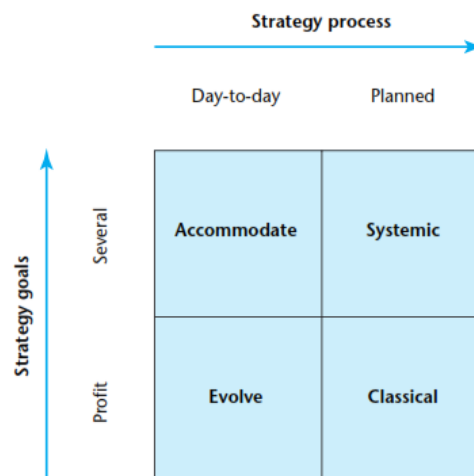 Strategy process
Day-to-day Planned
Strategy goals
Several
Accommodate Systemic
Profit
Evolve Classical